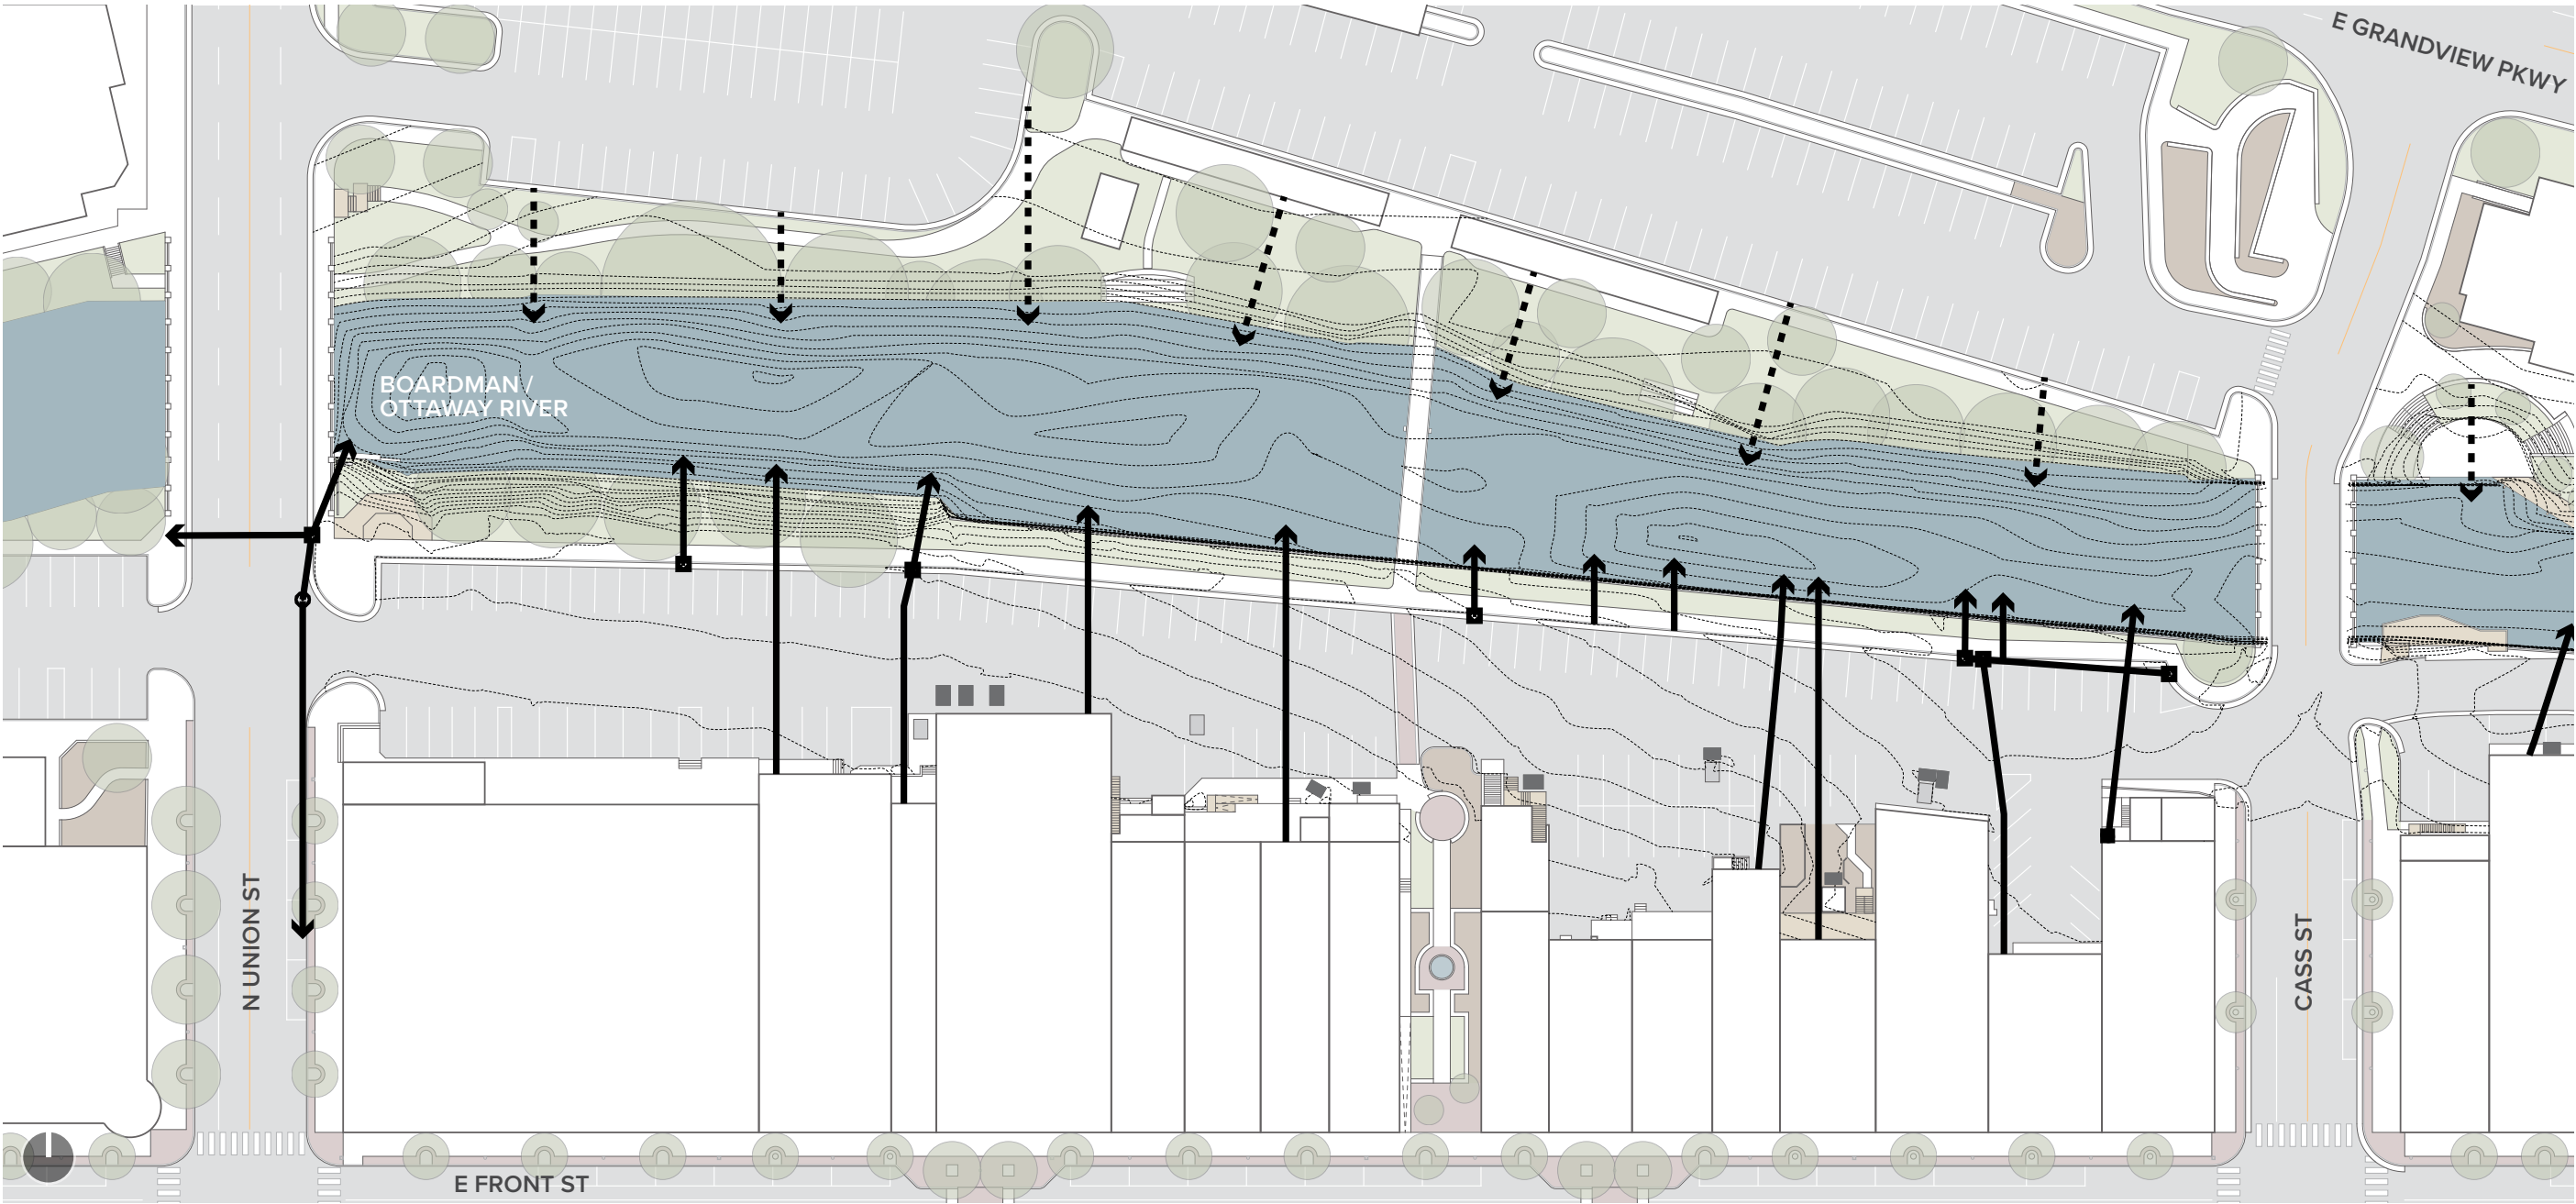 E GRANDVIEW PKWY
BOARDMAN /
OTTAWAY RIVER
N UNION ST
CASS ST
E FRONT ST